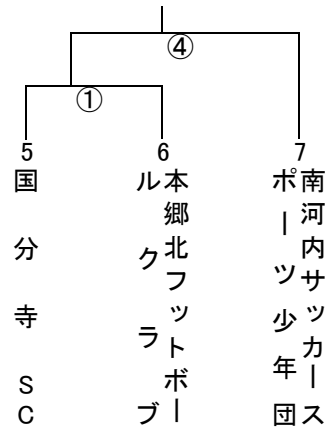 ④
①
5
6
7
国分寺SC
本郷北フットボー
ルクラブ
南河内サッカース
ポーツ少年団